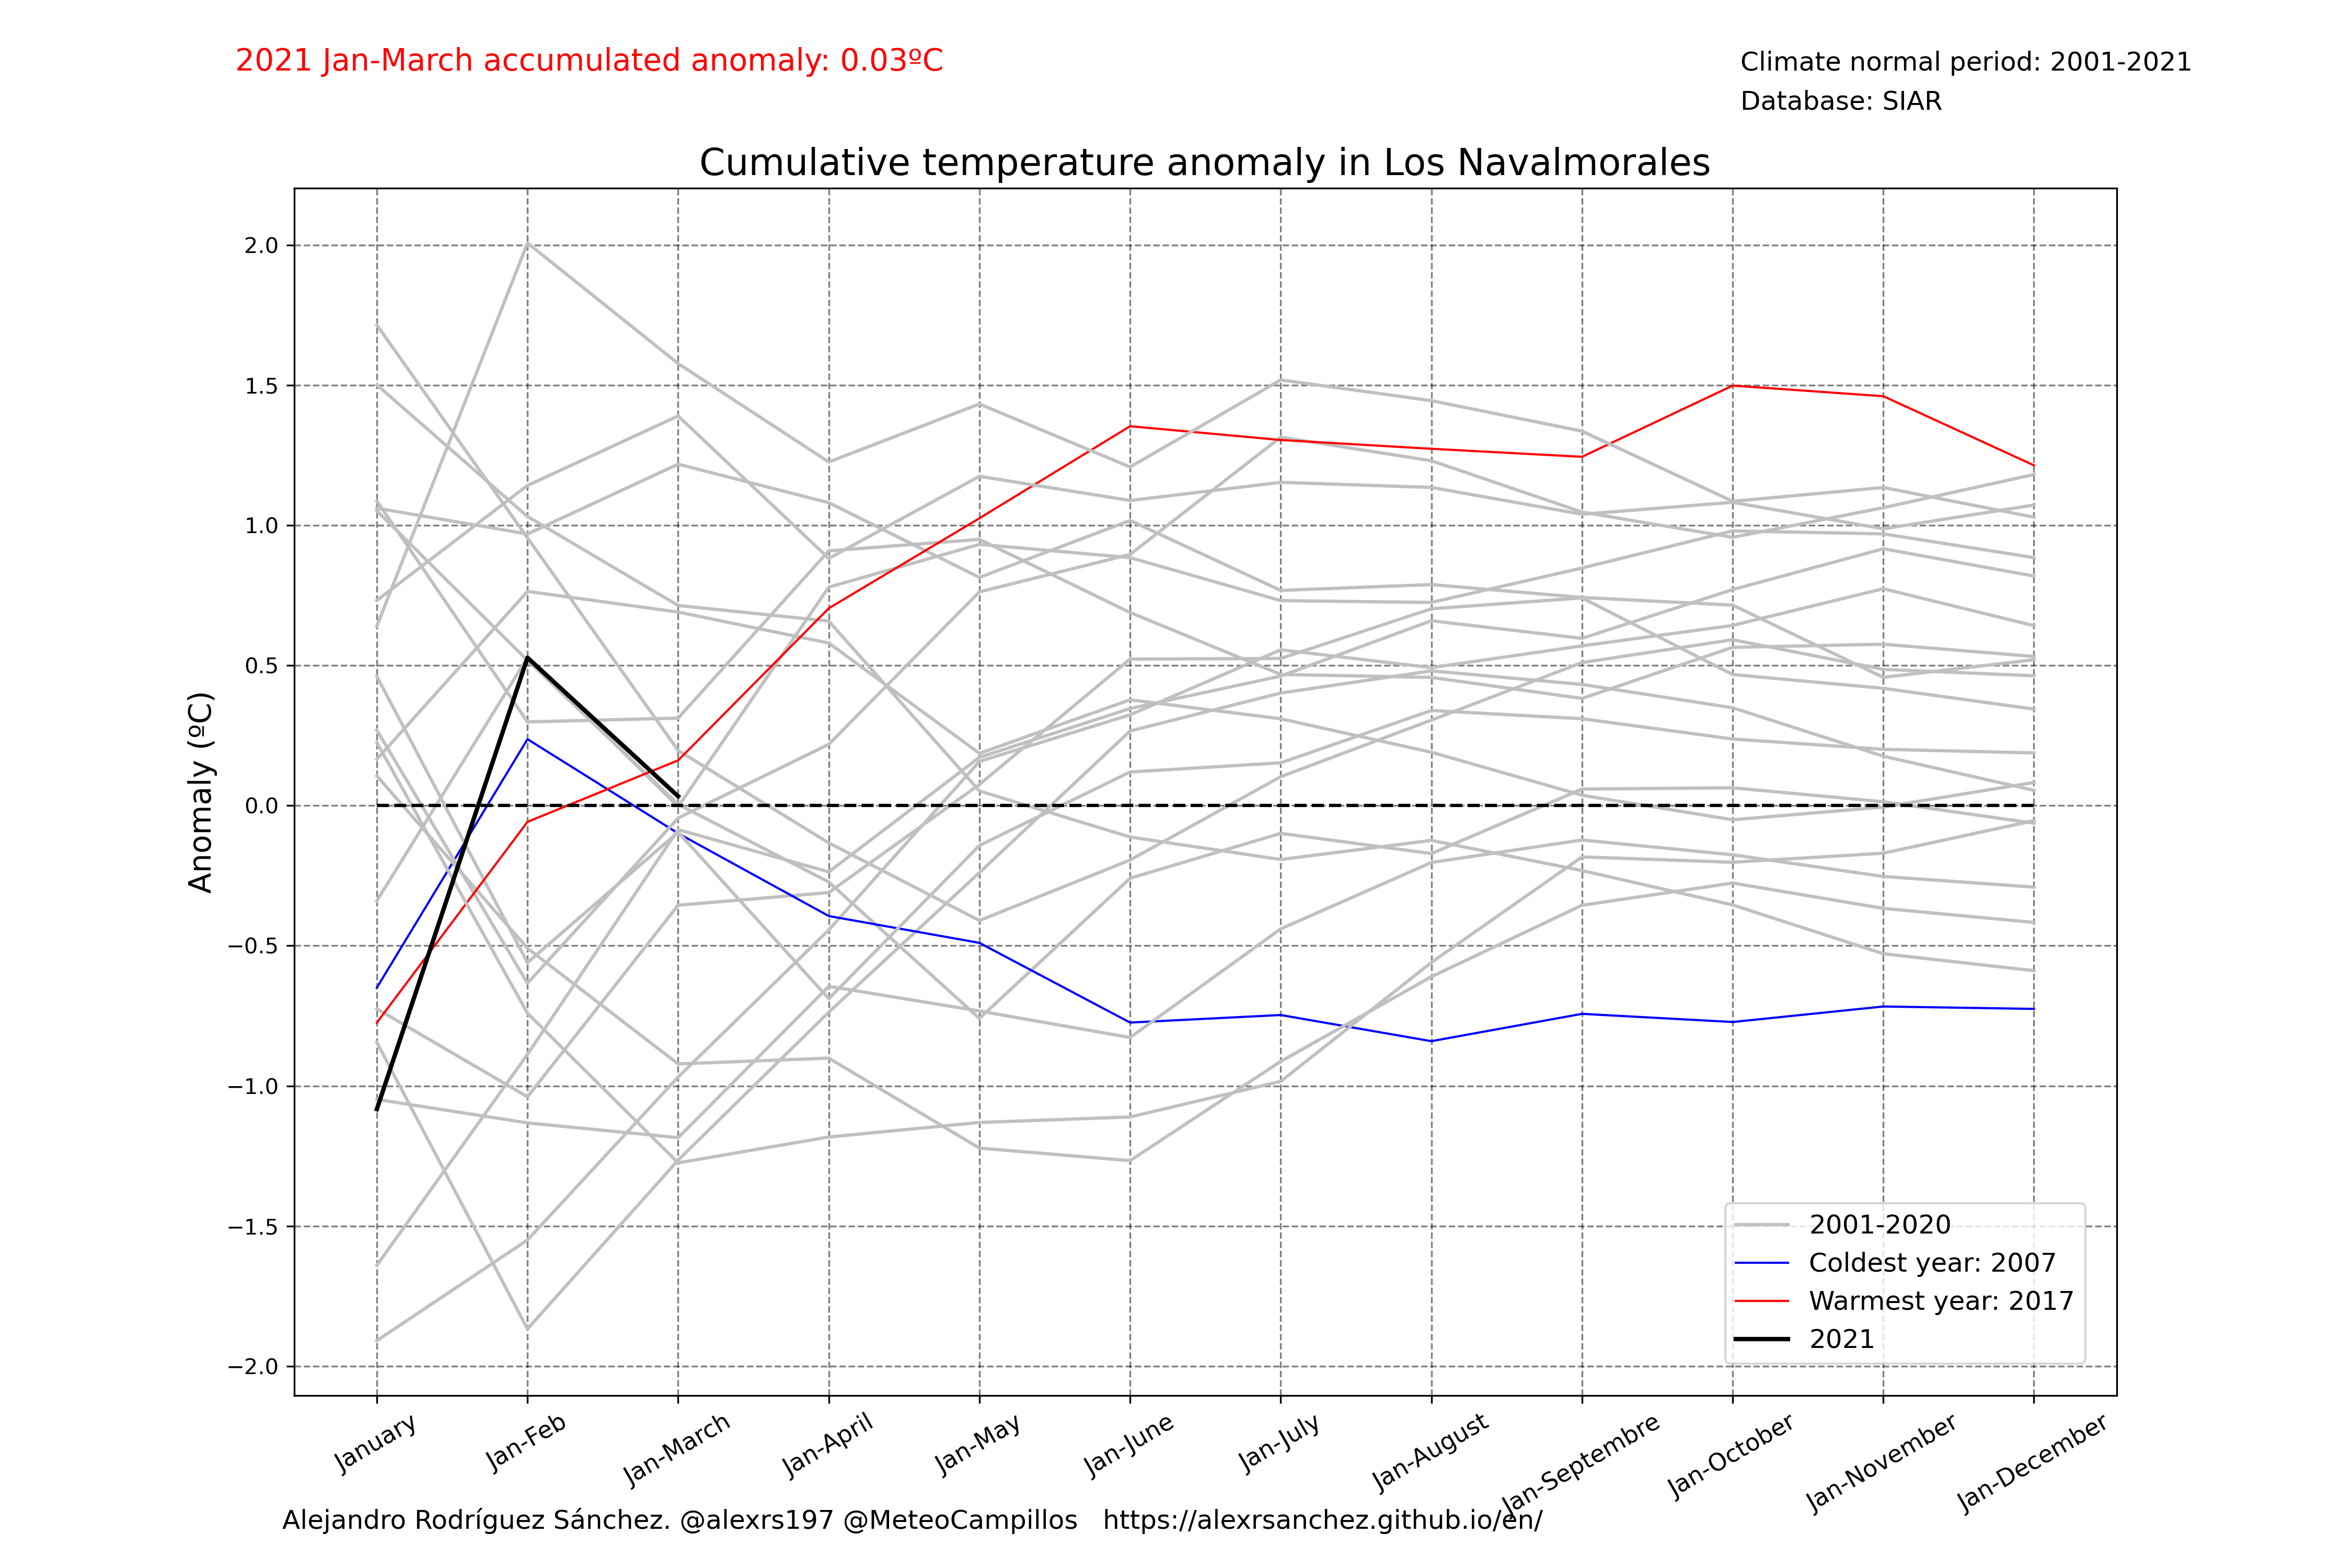 2021 Jan-March accumulated anomaly: 0.03ºC
Climate normal period: 2001-2021
Database: SIAR
Cumulative temperature anomaly in Los Navalmorales
Anomaly (ºC)
2.0
1.5
1.0
0.5
0.0
−0.5
−1.0
−1.5
−2.0
2001-2020
Coldest year: 2007
Warmest year: 2017
2021
January
Jan-Feb
Jan-March
Jan-April
Jan-May
Jan-June
Jan-July
Jan-August
Jan-Septembre
Jan-October
Jan-November
Jan-December
Alejandro Rodríguez Sánchez. @alexrs197 @MeteoCampillos https://alexrsanchez.github.io/en/